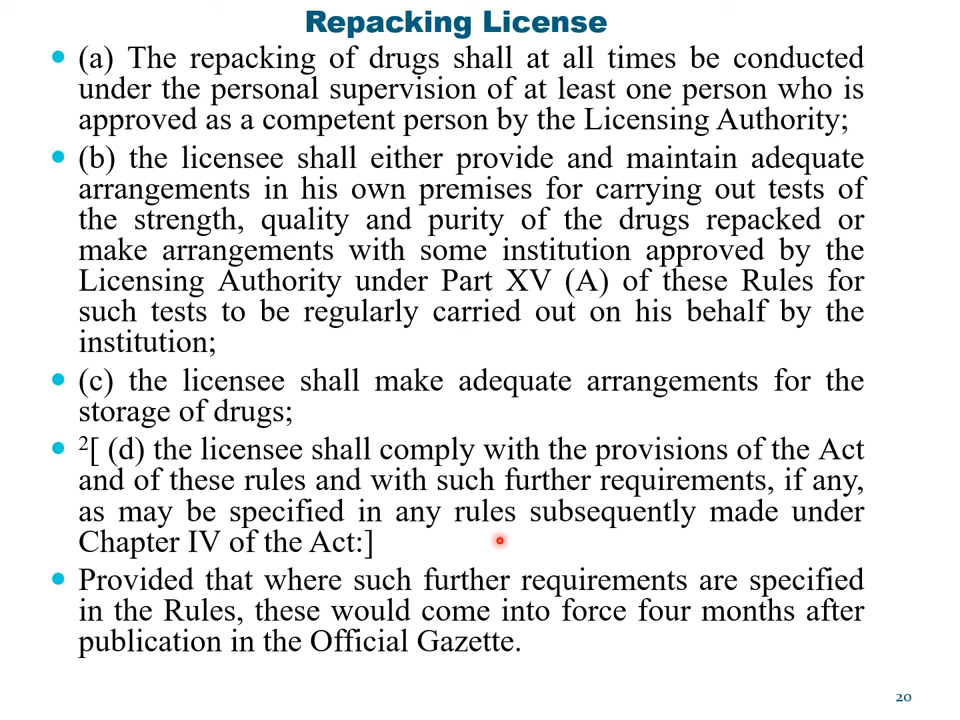 Repacking License
• (a) The repacking of drugs shall at all times be conducted
under the personal supervision of at least one person who is
approved as a competent person by the Licensing Authority;
• (b) the licensee shall either provide and maintain adequate
arrangements in his own premises for carrying out tests of
the strength, quality and purity of the drugs repacked or
make arrangements with some institution approved by the
Licensing Authority under Part XV (A) of these Rules for
such tests to be regularly carried out on his behalf by the
institution;
• (c) the licensee shall make adequate arrangements for the
storage of drugs;
• ²[ (d) the licensee shall comply with the provisions of the Act
and of these rules and with such further requirements, if any,
as may be specified in any rules subsequently made under
Chapter IV of the Act:]
• Provided that where such further requirements are specified
in the Rules, these would come into force four months after
publication in the Official Gazette.
20